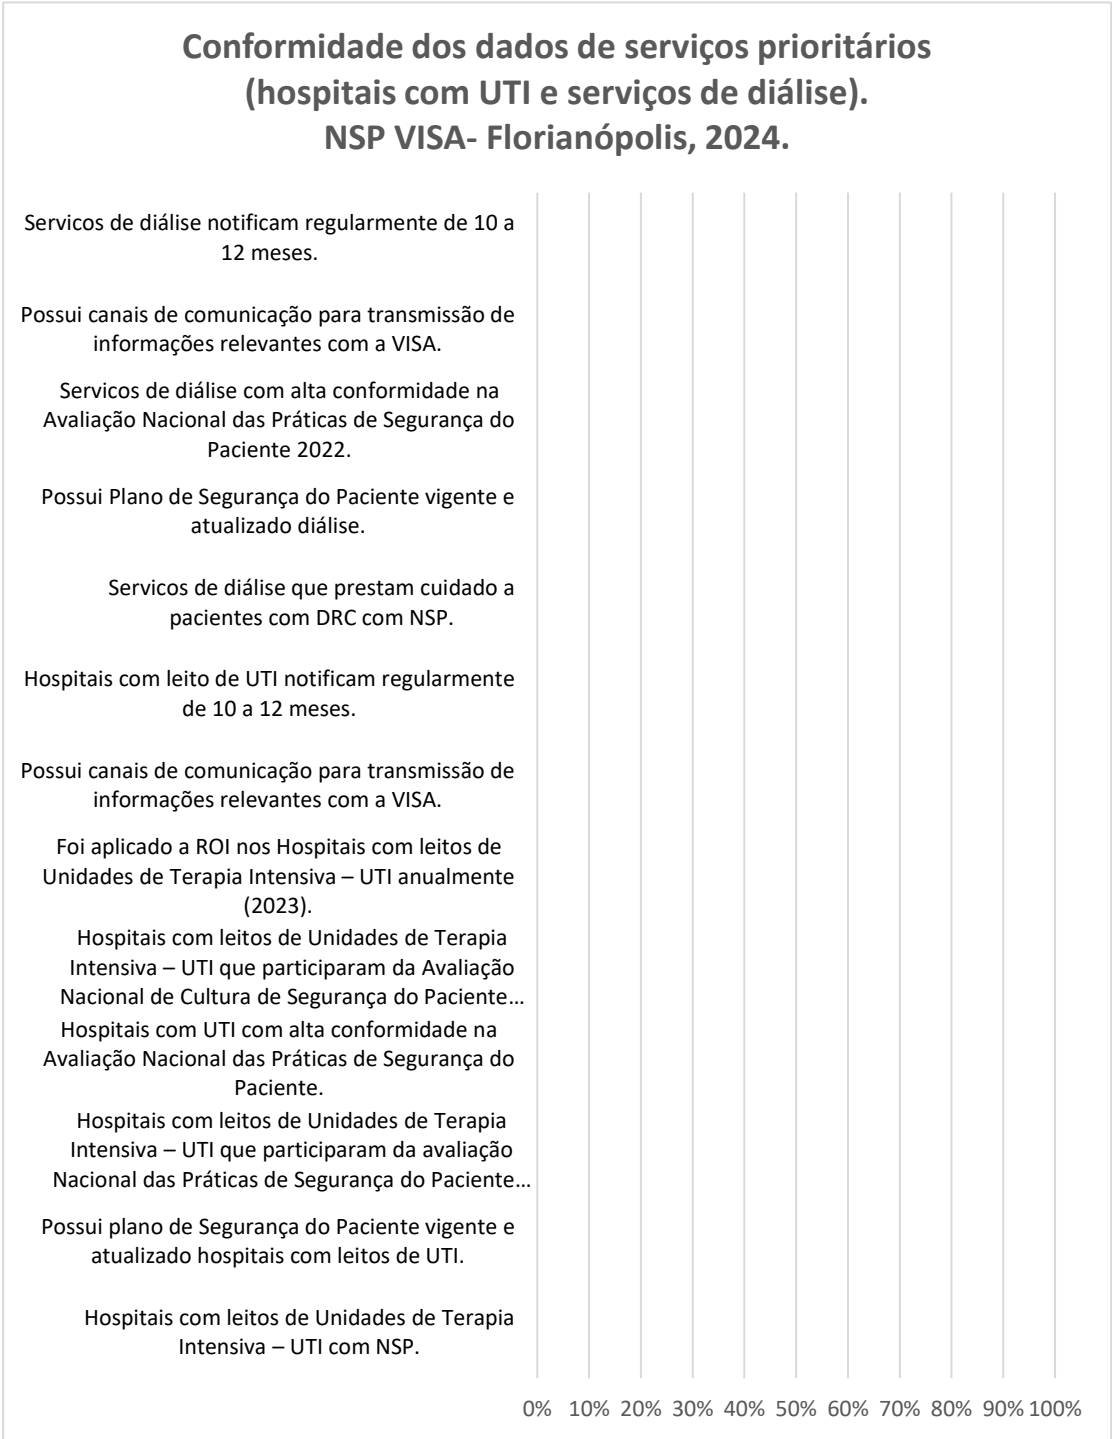 Conformidade dos dados de serviços prioritários
(hospitais com UTI e serviços de diálise).
NSP VISA- Florianópolis, 2024.
Servicos de diálise notificam regularmente de 10 a
12 meses.
Possui canais de comunicação para transmissão de
informações relevantes com a VISA.
Servicos de diálise com alta conformidade na
Avaliação Nacional das Práticas de Segurança do
Paciente 2022.
Possui Plano de Segurança do Paciente vigente e
atualizado diálise.
Servicos de diálise que prestam cuidado a
pacientes com DRC com NSP.
Hospitais com leito de UTI notificam regularmente
de 10 a 12 meses.
Possui canais de comunicação para transmissão de
informações relevantes com a VISA.
Foi aplicado a ROI nos Hospitais com leitos de
Unidades de Terapia Intensiva – UTI anualmente
(2023).
Hospitais com leitos de Unidades de Terapia
Intensiva – UTI que participaram da Avaliação
Nacional de Cultura de Segurança do Paciente...
Hospitais com UTI com alta conformidade na
Avaliação Nacional das Práticas de Segurança do
Paciente.
Hospitais com leitos de Unidades de Terapia
Intensiva – UTI que participaram da avaliação
Nacional das Práticas de Segurança do Paciente...
Possui plano de Segurança do Paciente vigente e
atualizado hospitais com leitos de UTI.
Hospitais com leitos de Unidades de Terapia
Intensiva – UTI com NSP.
0% 10% 20% 30% 40% 50% 60% 70% 80% 90% 100%